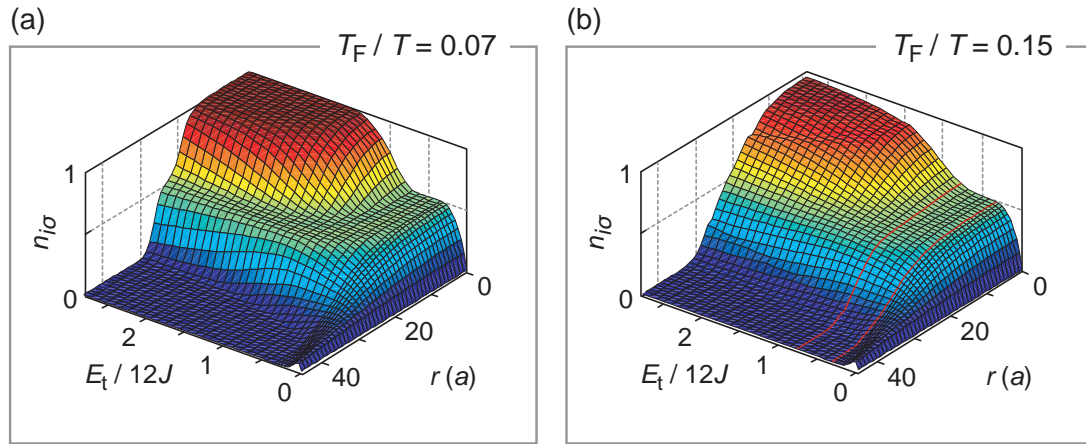 (a)
T_F / T = 0.07
1
n_iσ
0
2
1
0
E_t / 12J
0
20
40
r (a)
(b)
T_F / T = 0.15
1
n_iσ
0
2
1
0
E_t / 12J
0
20
40
r (a)